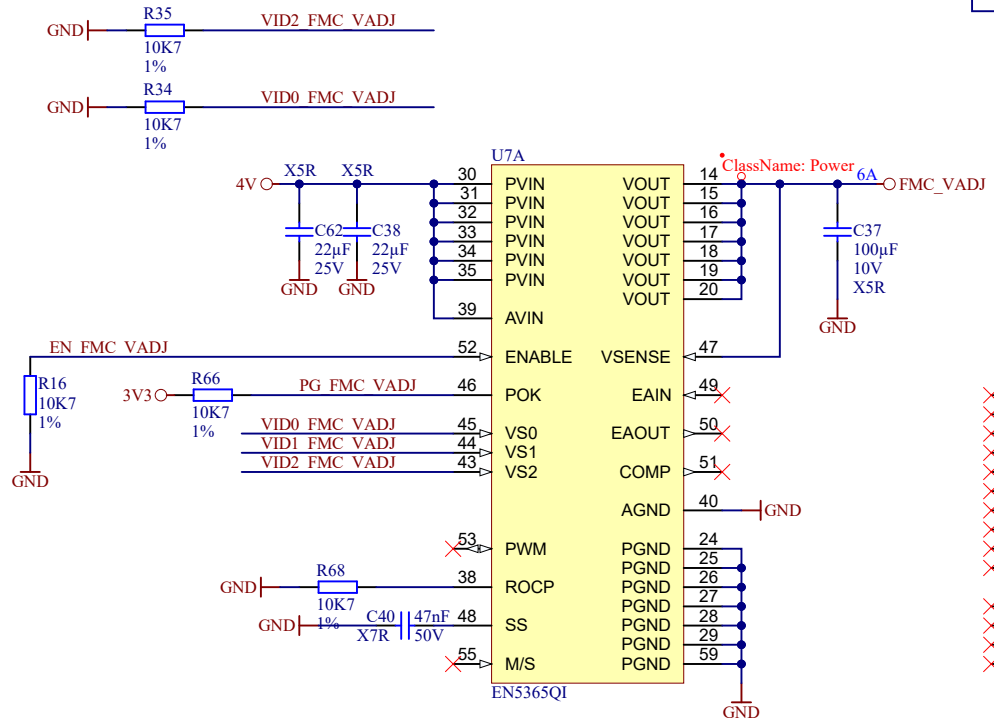 R35
GND VID2_FMC_VADJ
10K7
1%
R34
GND VID0_FMC_VADJ
10K7
1%
U7A
ClassName: Power
X5R X5R
4V 30 PVIN VOUT 14 6A FMC_VADJ
31 PVIN VOUT 15
32 PVIN VOUT 16
C62 C38 33 PVIN VOUT 17 C37
22µF 22µF 100µF
25V 25V 34 PVIN VOUT 18 10V
35 PVIN VOUT 19 X5R
GND GND VOUT 20
39 AVIN GND
EN_FMC_VADJ 52 ENABLE VSENSE 47
R16
10K7
1%
GND
R66
3V3 PG_FMC_VADJ 46 POK EAIN 49
10K7
1%
VID0_FMC_VADJ 45 VS0 EAOUT 50
VID1_FMC_VADJ 44 VS1
VID2_FMC_VADJ 43 VS2 COMP 51
AGND 40 GND
53 PWM PGND 24
PGND 25
R68
GND 38 ROCP PGND 26
10K7
1%
PGND 27
C40 47nF
GND 48 SS PGND 28
X7R 50V
PGND 29
55 M/S PGND 59
EN5365QI
GND